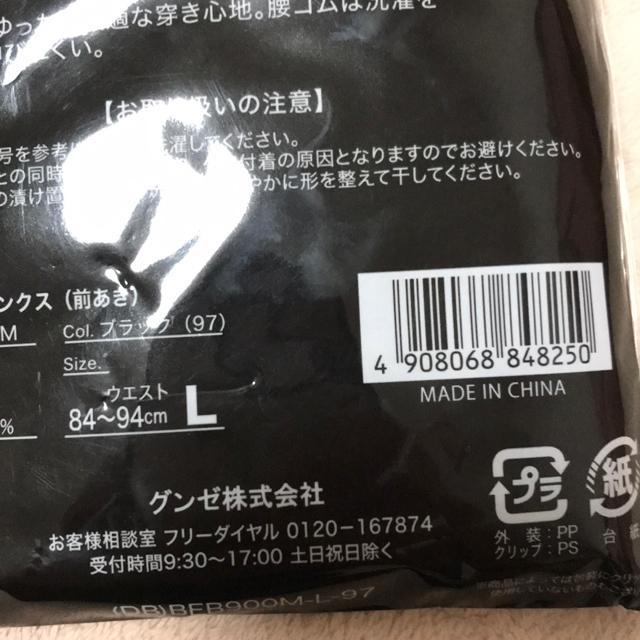 な穿き心地。腰ゴムは洗濯を
くい。
【お取り扱いの注意】
号を参考に 濯してください。
との同時 付着の原因となりますのでお避けください。
の漬け置 やかに形を整えて干してください。
ンクス（前あき）
M
Col. ブラック（97）
Size.
%
ウエスト
84〜94cm L
4 908068 848250
MADE IN CHINA
グンゼ株式会社
お客様相談室 フリーダイヤル 0120-167874
受付時間9:30〜17:00 土日祝日除く
プラ
紙
外 装：PP
クリップ：PS
台
(DB)BFB900M-L-97